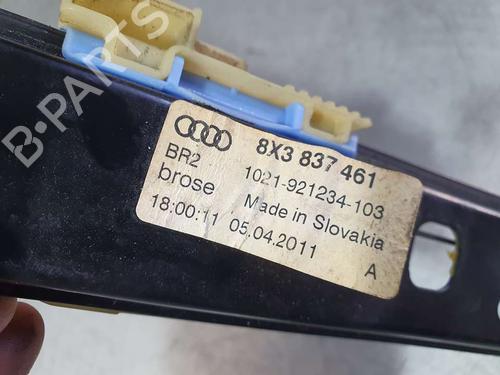 B-PARTS
8X3 837 461
BR2 1021-921234-103
brose Made in Slovakia
18:00:11 05.04.2011 A